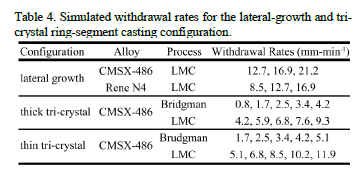 Table 4. Simulated withdrawal rates for the lateral-growth and tri-
crystal ring-segment casting configuration.
Configuration Alloy Process Withdrawal Rates (mm-min-1)
lateral growth CMSX-486 LMC 12.7, 16.9, 21.2
Rene N4 LMC 8.5, 12.7, 16.9
thick tri-crystal CMSX-486 Bridgman 0.8, 1.7, 2.5, 3.4, 4.2
LMC 4.2, 5.9, 6.8, 7.6, 9.3
thin tri-crystal CMSX-486 Brudgman 1.7, 2.5, 3.4, 4.2, 5.1
LMC 5.1, 6.8, 8.5, 10.2, 11.9